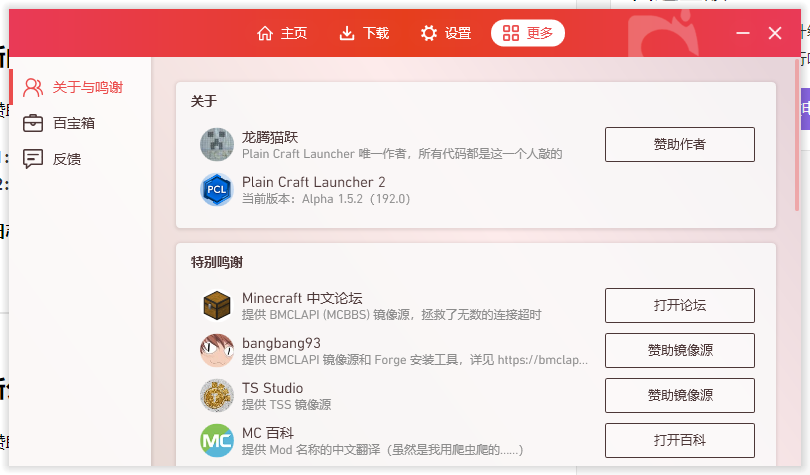 主页
下载
设置
更多
关于与鸣谢
百宝箱
反馈
关于
龙腾猫跃
Plain Craft Launcher 唯一作者，所有代码都是这一个人敲的
赞助作者
PCL
Plain Craft Launcher 2
当前版本：Alpha 1.5.2（192.0）
特别鸣谢
Minecraft 中文论坛
提供 BMCLAPI (MCBBS) 镜像源，拯救了无数的连接超时
打开论坛
bangbang93
提供 BMCLAPI 镜像源和 Forge 安装工具，详见 https://bmclap...
赞助镜像源
TS Studio
提供 TSS 镜像源
赞助镜像源
MC
MC 百科
提供 Mod 名称的中文翻译（虽然是我用爬虫爬的……）
打开百科